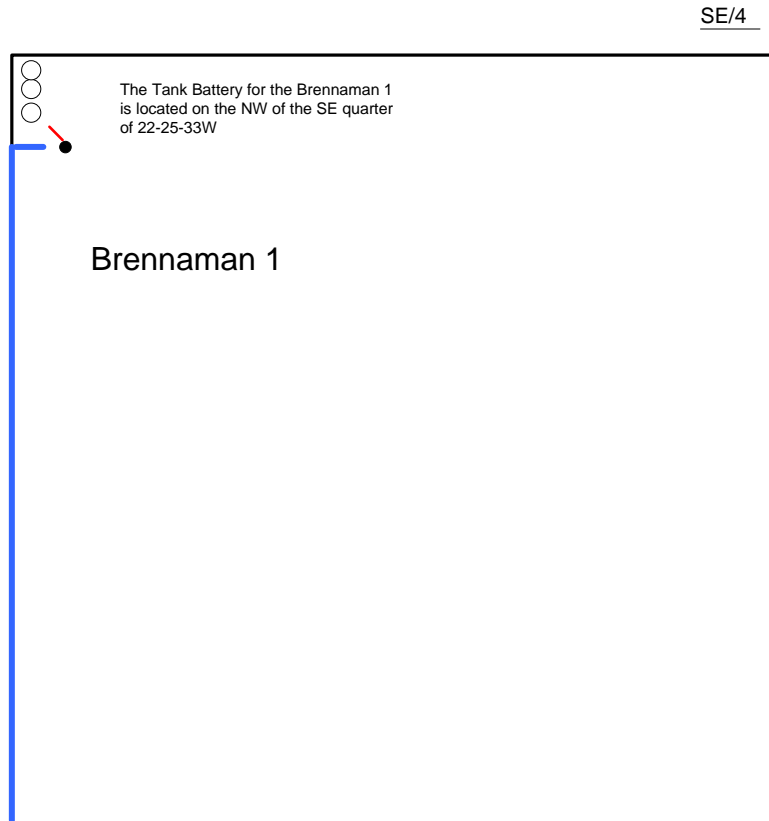 SE/4
The Tank Battery for the Brennaman 1
is located on the NW of the SE quarter
of 22-25-33W
Brennaman 1